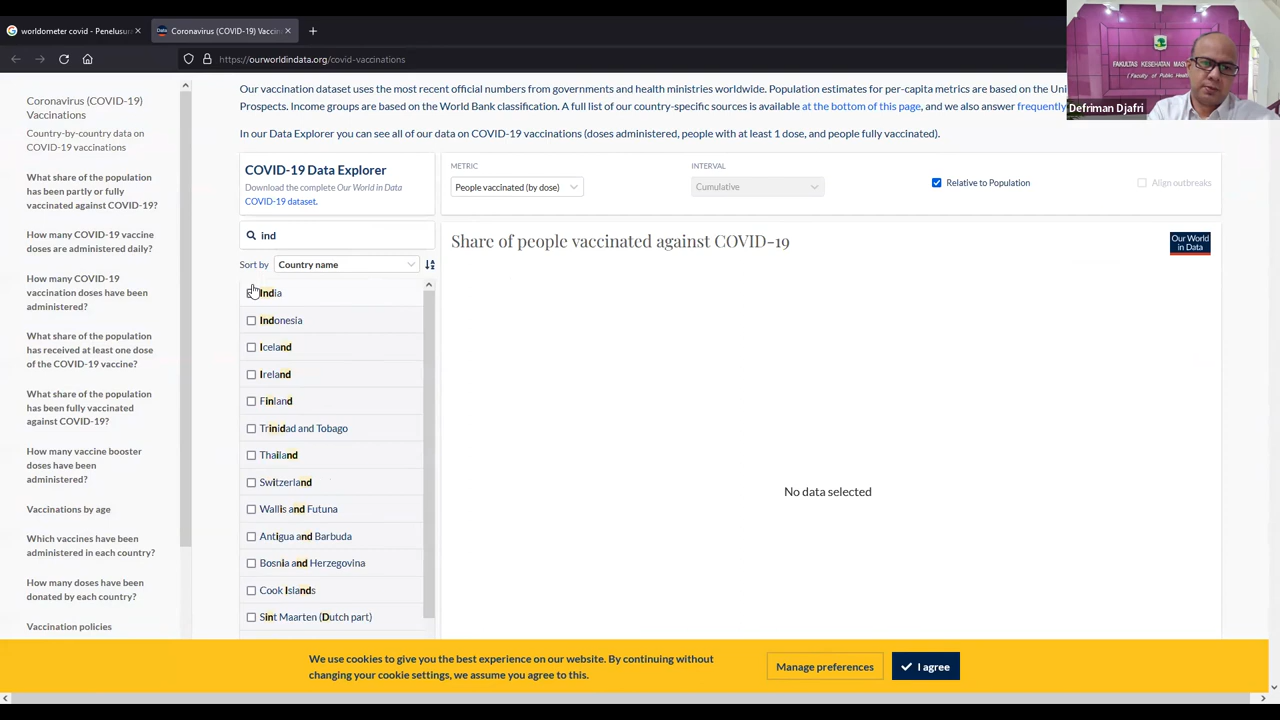 worldometer covid - Penelusu
Coronavirus (COVID-19) Vaccin
https://ourworldindata.org/covid-vaccinations
FAKULTAS KESEHATAN MAS
(Faculty of Public Healt
Defriman Djafri
Coronavirus (COVID-19)
Vaccinations
Country-by-country data on
COVID-19 vaccinations
What share of the population
has been partly or fully
vaccinated against COVID-19?
How many COVID-19 vaccine
doses are administered daily?
How many COVID-19
vaccination doses have been
administered?
What share of the population
has received at least one dose
of the COVID-19 vaccine?
What share of the population
has been fully vaccinated
against COVID-19?
How many vaccine booster
doses have been
administered?
Vaccinations by age
Which vaccines have been
administered in each country?
How many doses have been
donated by each country?
Vaccination policies
Our vaccination dataset uses the most recent official numbers from governments and health ministries worldwide. Population estimates for per-capita metrics are based on the Uni
Prospects. Income groups are based on the World Bank classification. A full list of our country-specific sources is available at the bottom of this page, and we also answer frequently
In our Data Explorer you can see all of our data on COVID-19 vaccinations (doses administered, people with at least 1 dose, and people fully vaccinated).
COVID-19 Data Explorer
Download the complete Our World in Data
COVID-19 dataset.
METRIC
People vaccinated (by dose)
INTERVAL
Cumulative
Relative to Population
Align outbreaks
ind
Sort by Country name
India
Indonesia
Iceland
Ireland
Finland
Trinidad and Tobago
Thailand
Switzerland
Wallis and Futuna
Antigua and Barbuda
Bosnia and Herzegovina
Cook Islands
Sint Maarten (Dutch part)
Share of people vaccinated against COVID-19
Our World
in Data
No data selected
We use cookies to give you the best experience on our website. By continuing without
changing your cookie settings, we assume you agree to this.
Manage preferences
I agree